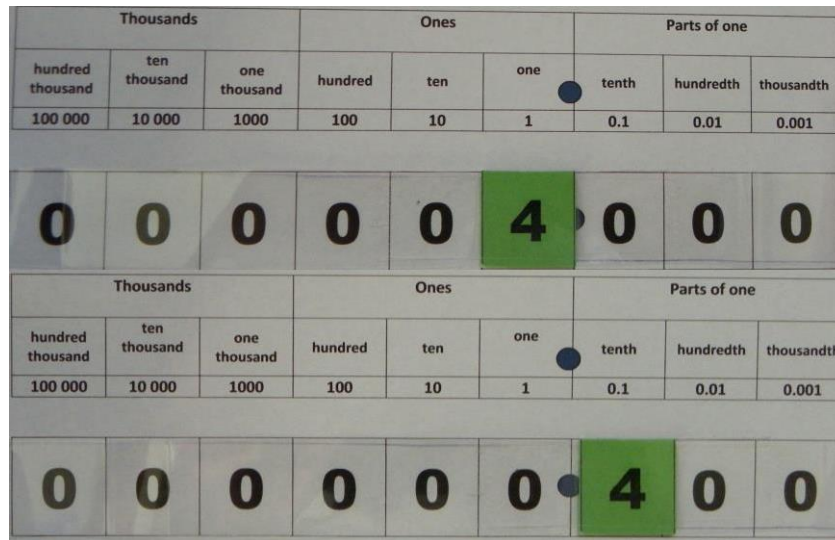 Thousands Ones Parts of one
hundred thousand ten thousand one thousand hundred ten one tenth hundredth thousandth
100 000 10 000 1000 100 10 1 0.1 0.01 0.001
0 0 0 0 0 4 0 0 0
Thousands Ones Parts of one
hundred thousand ten thousand one thousand hundred ten one tenth hundredth thousandth
100 000 10 000 1000 100 10 1 0.1 0.01 0.001
0 0 0 0 0 0 4 0 0